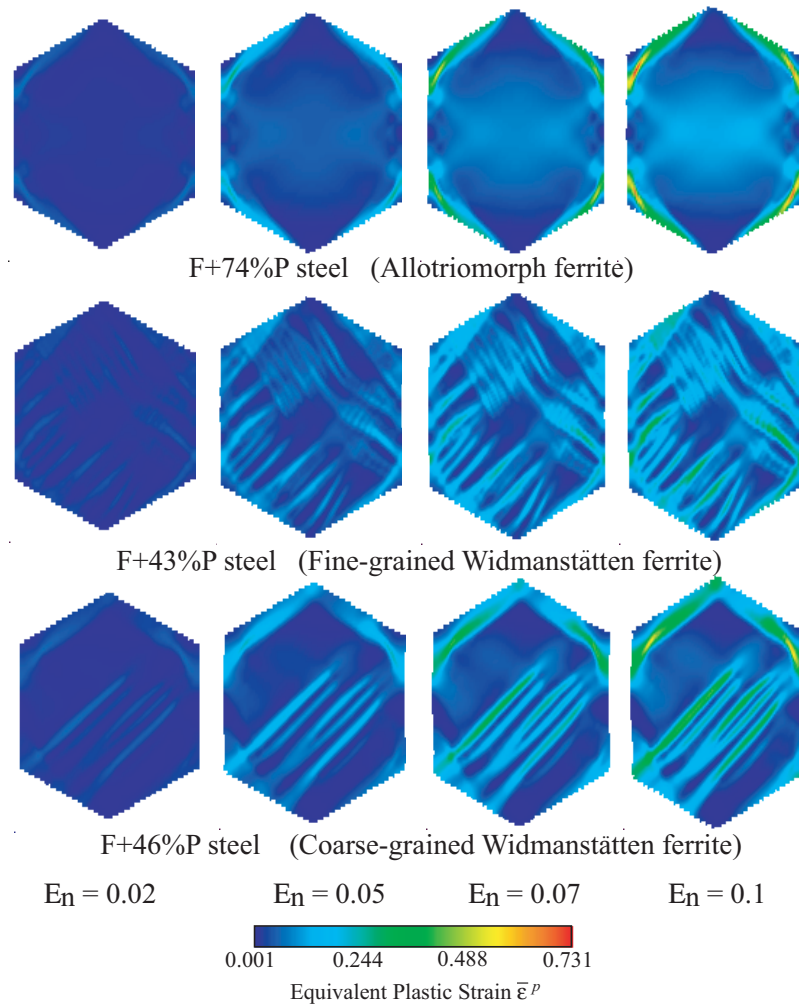 F+74%P steel (Allotriomorph ferrite)
F+43%P steel (Fine-grained Widmanstätten ferrite)
F+46%P steel (Coarse-grained Widmanstätten ferrite)
En = 0.02 En = 0.05 En = 0.07 En = 0.1
0.001 0.244 0.488 0.731
Equivalent Plastic Strain ε̅ᵖ